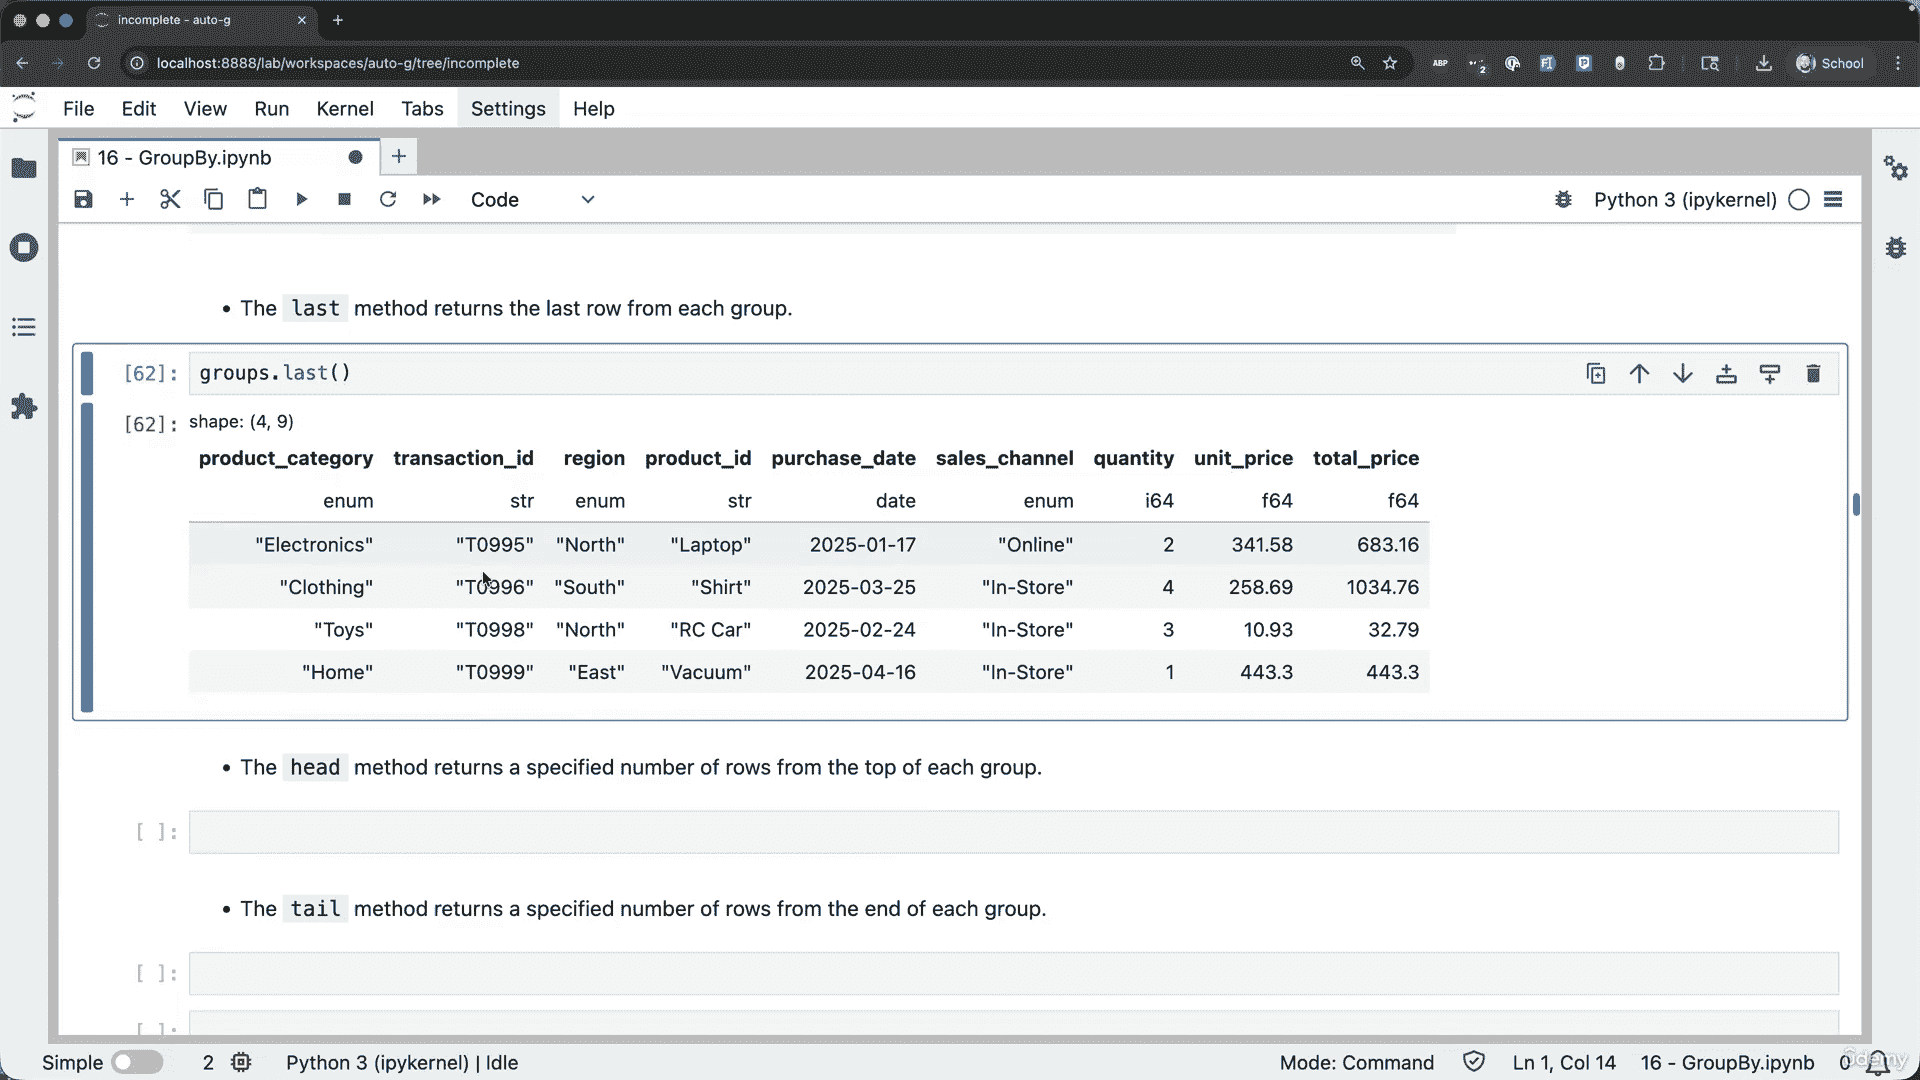 incomplete - auto-g
localhost:8888/lab/workspaces/auto-g/tree/incomplete
ABP
2
School
File Edit View Run Kernel Tabs Settings Help
16 - GroupBy.ipynb
Code
Python 3 (ipykernel)
• The last method returns the last row from each group.
[62]: groups.last()
[62]: shape: (4, 9)
product_category transaction_id region product_id purchase_date sales_channel quantity unit_price total_price
enum str enum str date enum i64 f64 f64
"Electronics" "T0995" "North" "Laptop" 2025-01-17 "Online" 2 341.58 683.16
"Clothing" "T0996" "South" "Shirt" 2025-03-25 "In-Store" 4 258.69 1034.76
"Toys" "T0998" "North" "RC Car" 2025-02-24 "In-Store" 3 10.93 32.79
"Home" "T0999" "East" "Vacuum" 2025-04-16 "In-Store" 1 443.3 443.3
• The head method returns a specified number of rows from the top of each group.
[ ]:
• The tail method returns a specified number of rows from the end of each group.
[ ]:
[ ]:
Simple 2 Python 3 (ipykernel) | Idle Mode: Command Ln 1, Col 14 16 - GroupBy.ipynb 0
udemy